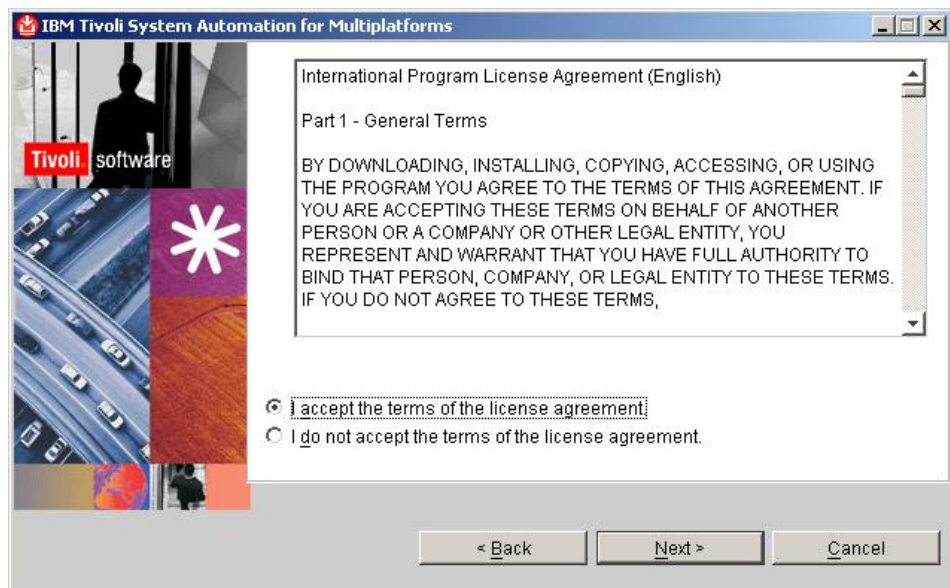 IBM Tivoli System Automation for Multiplatforms
Tivoli. software
International Program License Agreement (English)
Part 1 - General Terms
BY DOWNLOADING, INSTALLING, COPYING, ACCESSING, OR USING
THE PROGRAM YOU AGREE TO THE TERMS OF THIS AGREEMENT. IF
YOU ARE ACCEPTING THESE TERMS ON BEHALF OF ANOTHER
PERSON OR A COMPANY OR OTHER LEGAL ENTITY, YOU
REPRESENT AND WARRANT THAT YOU HAVE FULL AUTHORITY TO
BIND THAT PERSON, COMPANY, OR LEGAL ENTITY TO THESE TERMS.
IF YOU DO NOT AGREE TO THESE TERMS,
I accept the terms of the license agreement.
I do not accept the terms of the license agreement.
< Back
Next >
Cancel